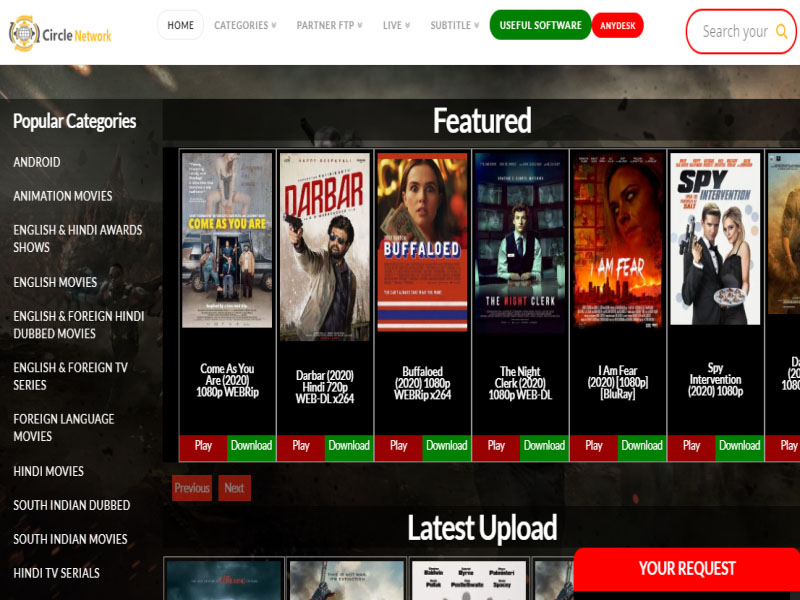 Circle Network
HOME
CATEGORIES
PARTNER FTP
LIVE
SUBTITLE
USEFUL SOFTWARE
ANYDESK
Search your
Popular Categories
ANDROID
ANIMATION MOVIES
ENGLISH & HINDI AWARDS
SHOWS
ENGLISH MOVIES
ENGLISH & FOREIGN HINDI
DUBBED MOVIES
ENGLISH & FOREIGN TV
SERIES
FOREIGN LANGUAGE
MOVIES
HINDI MOVIES
SOUTH INDIAN DUBBED
SOUTH INDIAN MOVIES
HINDI TV SERIALS
Featured
COME AS YOU ARE
Come As You
Are (2020)
1080p WEBRip
Play
Download
HAPPY DEEPAVALI
DARBAR
Darbar (2020)
Hindi 720p
WEB-DL x264
Play
Download
BUFFALOED
Buffaloed
(2020) 1080p
WEBRip x264
Play
Download
THE NIGHT CLERK
The Night
Clerk (2020)
1080p WEB-DL
Play
Download
I AM FEAR
I Am Fear
(2020) [1080p]
[BluRay]
Play
Download
SPY
INTERVENTION
Spy
Intervention
(2020) 1080p
Play
Download
Play
Previous
Next
Latest Upload
YOUR REQUEST